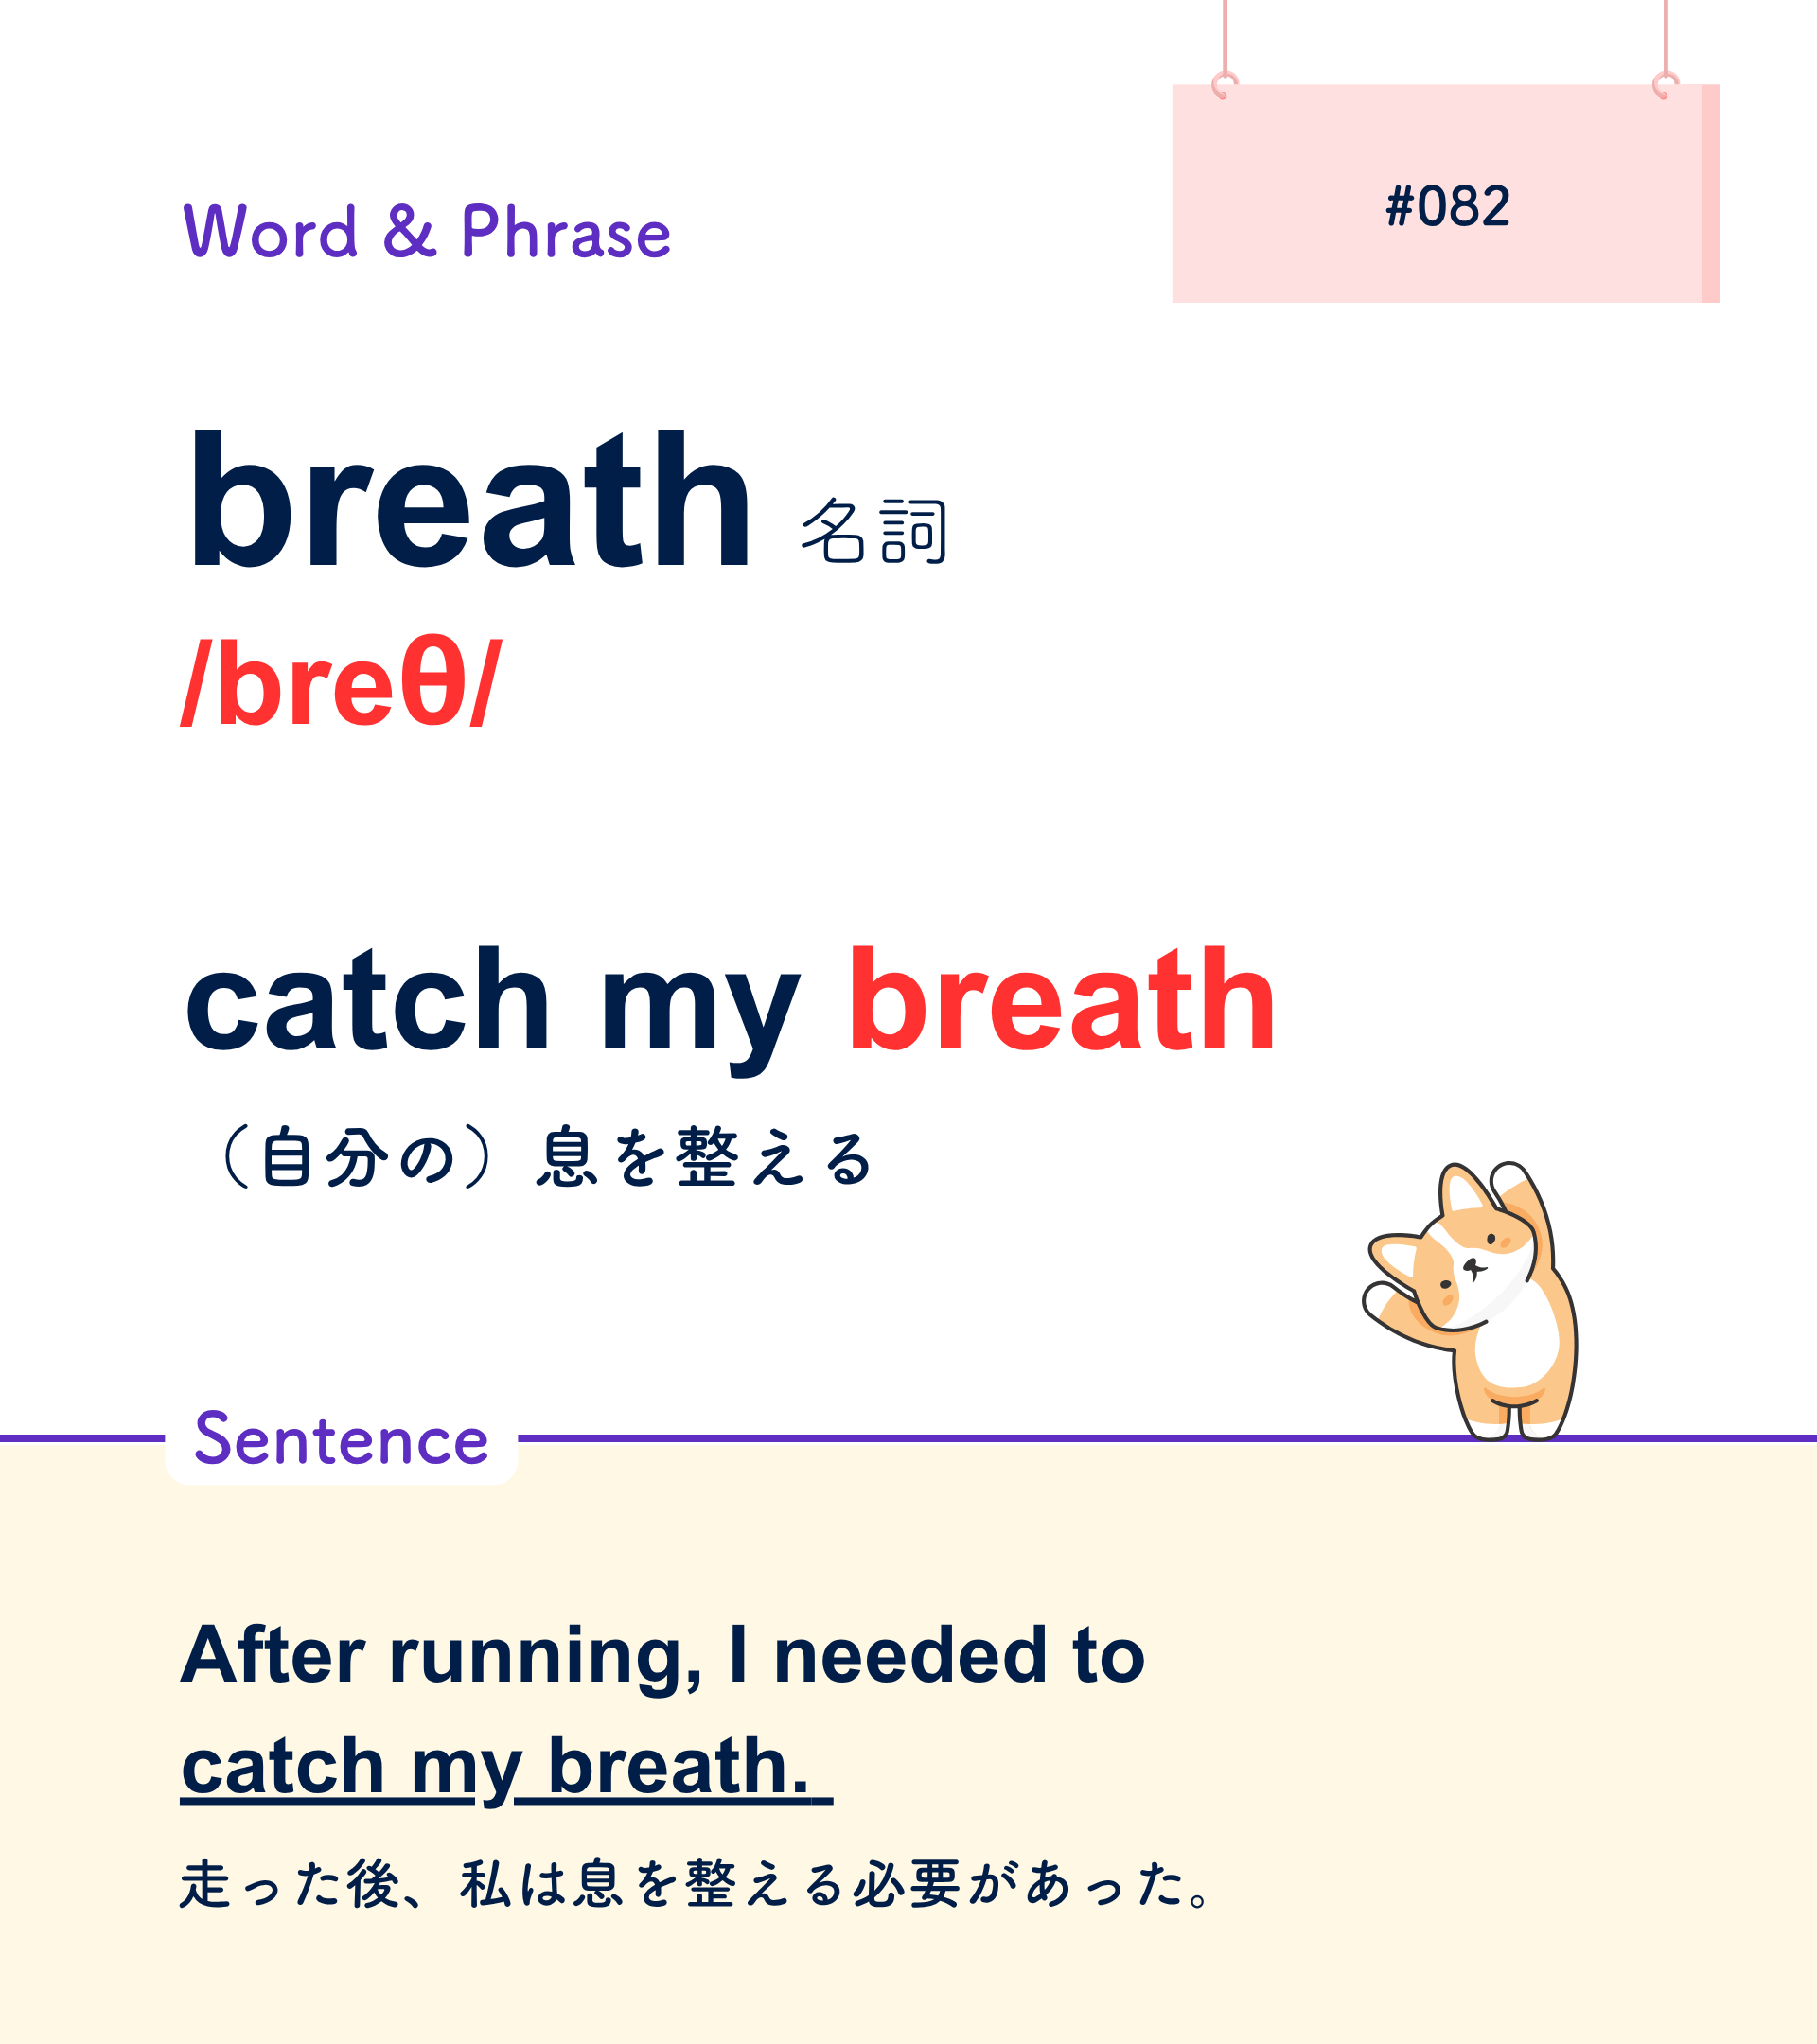 #082
Word & Phrase
breath 名詞
/breθ/
catch my breath
（自分の）息を整える
Sentence
After running, I needed to
catch my breath.
走った後、私は息を整える必要があった。